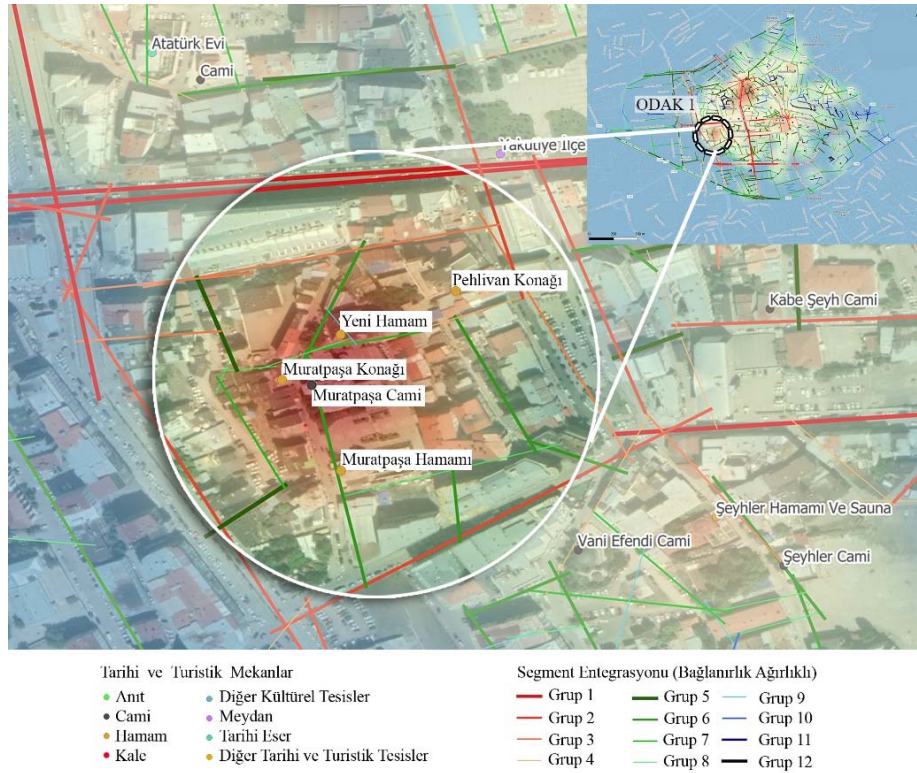 Atatürk Evi
Cami
ODAK 1
Yakutiye İlçe
Pehlivan Konağı
Kabe Şeyh Cami
Yeni Hamam
Muratpaşa Konağı
Muratpaşa Cami
Muratpaşa Hamamı
Şeyhler Hamamı Ve Sauna
Vani Efendi Cami
Şeyhler Cami
Tarihi ve Turistik Mekanlar
Anıt
Cami
Hamam
Kale
Diğer Kültürel Tesisler
Meydan
Tarihi Eser
Diğer Tarihi ve Turistik Tesisler
Segment Entegrasyonu (Bağlanırlık Ağırlıklı)
Grup 1
Grup 2
Grup 3
Grup 4
Grup 5
Grup 6
Grup 7
Grup 8
Grup 9
Grup 10
Grup 11
Grup 12